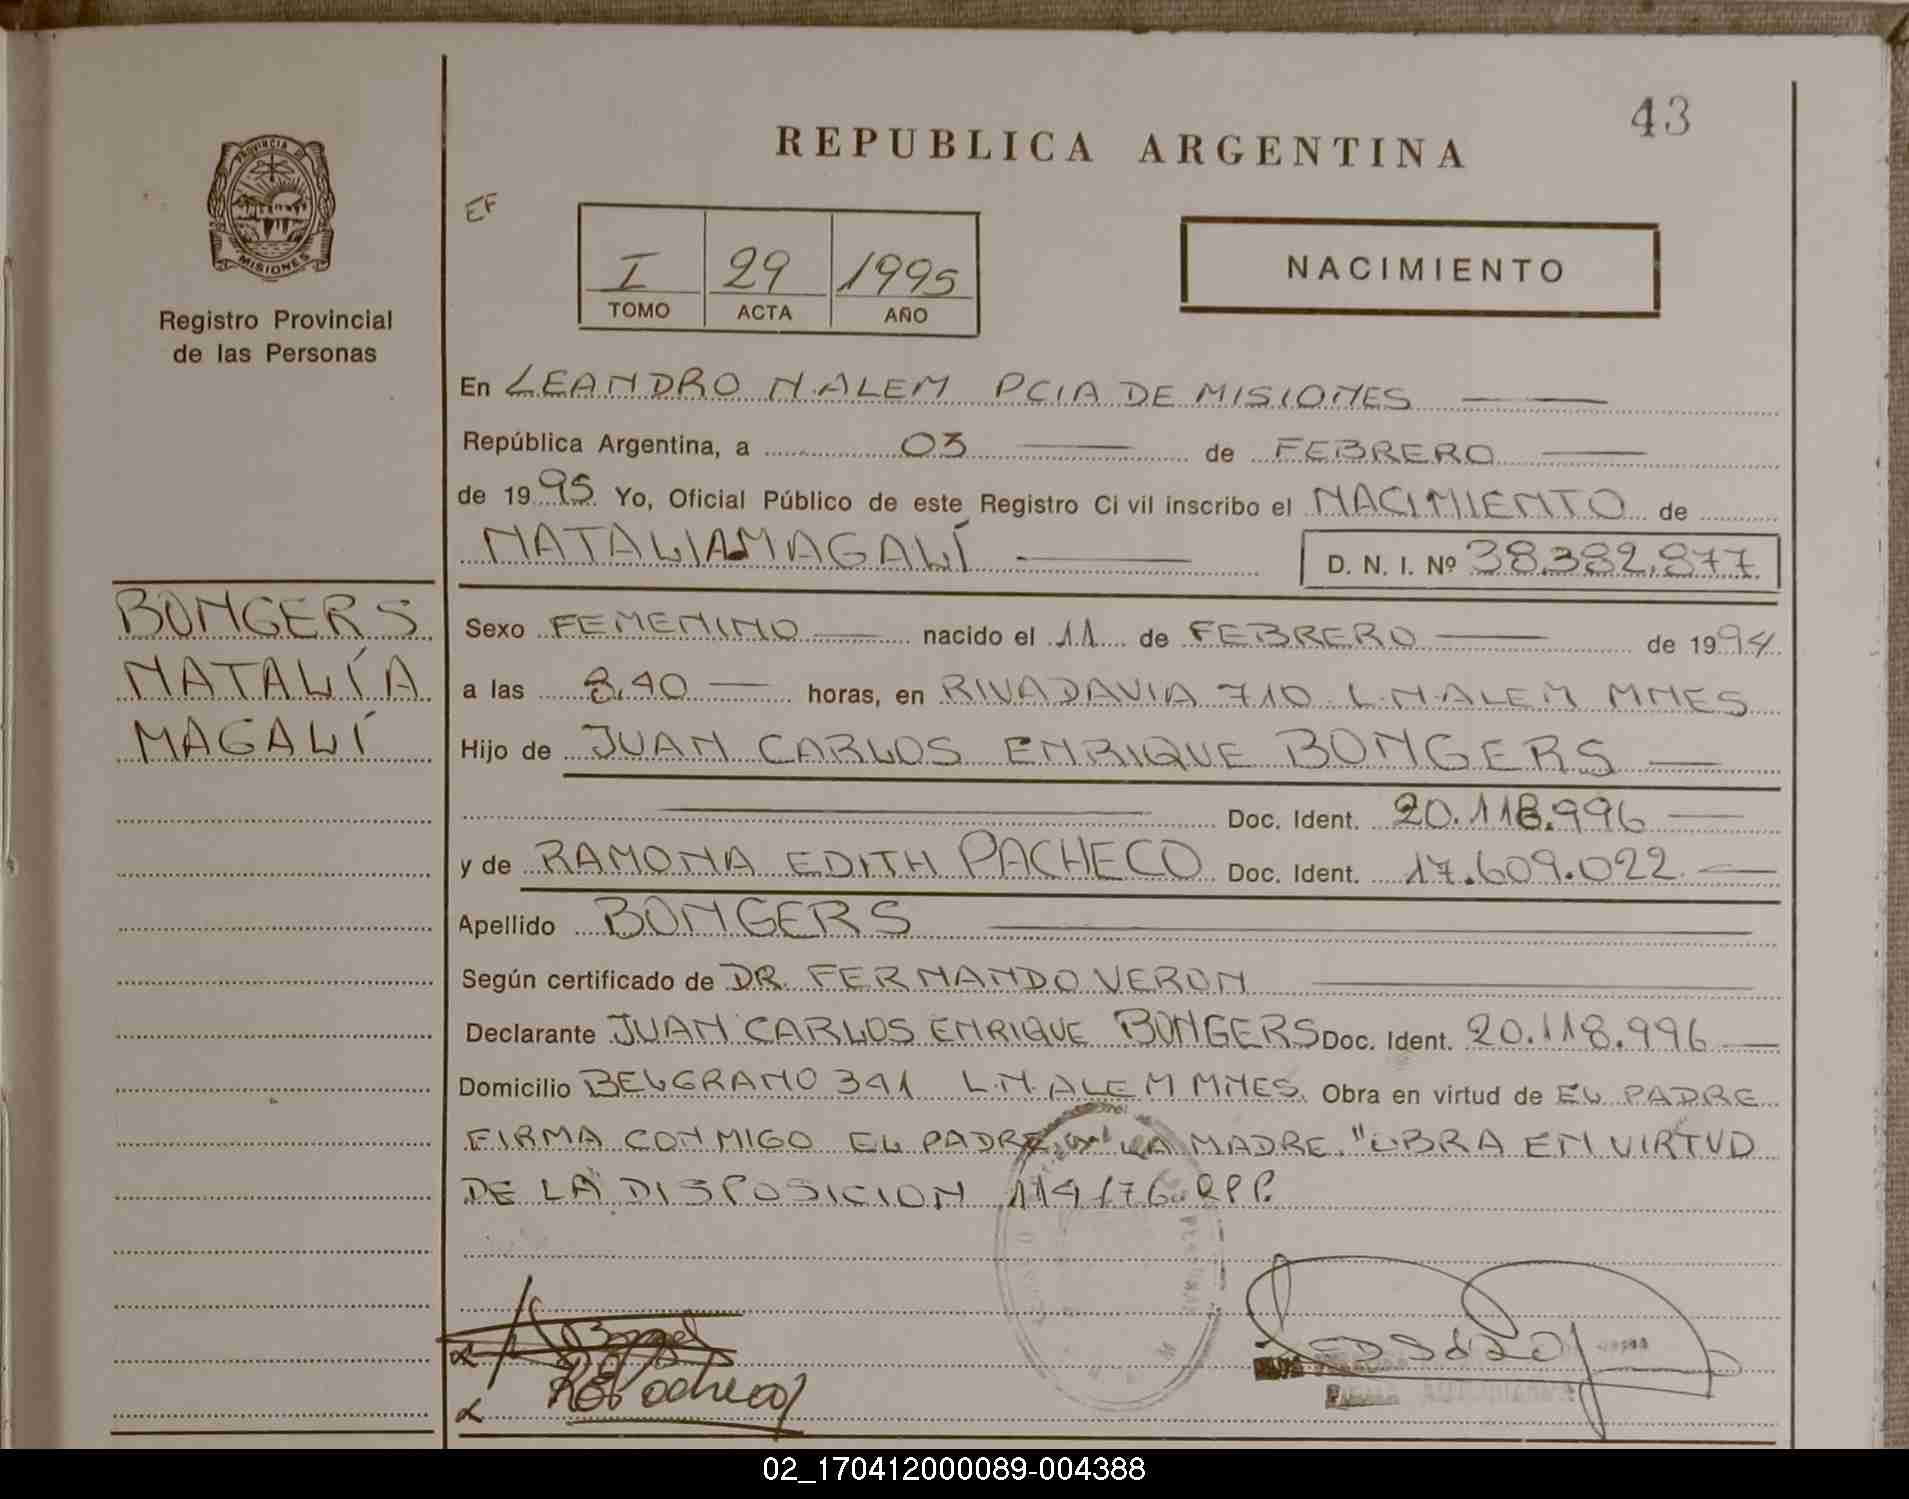 43
REPUBLICA ARGENTINA
PROVINCIA DE
MISIONES
Registro Provincial
de las Personas
EF
I 29 1995
TOMO ACTA AÑO
NACIMIENTO
En LEANDRO N. ALEM PCIA DE MISIONES
República Argentina, a 03 de FEBRERO
de 1995 Yo, Oficial Público de este Registro Civil inscribo el NACIMIENTO de
NATALIA MAGALÍ D. N. I. Nº 38.382.877
BONGERS
NATALÍA
MAGALÍ
Sexo FEMENINO nacido el 11 de FEBRERO de 1994
a las 8,40 horas, en RIVADAVIA 710 L.N.ALEM MNES
Hijo de JUAN CARLOS ENRIQUE BONGERS
Doc. Ident. 20.118.996
y de RAMONA EDITH PACHECO Doc. Ident. 17.609.022
Apellido BONGERS
Según certificado de DR. FERNANDO VERON
Declarante JUAN CARLOS ENRIQUE BONGERS Doc. Ident. 20.118.996
Domicilio BELGRANO 341 L.N.ALEM MNES. Obra en virtud de EL PADRE
FIRMA CONMIGO EL PADRE LA MADRE. "OBRA EN VIRTUD
DE LA DISPOSICION 114/76 RPP.
REPacheco
02_170412000089-004388